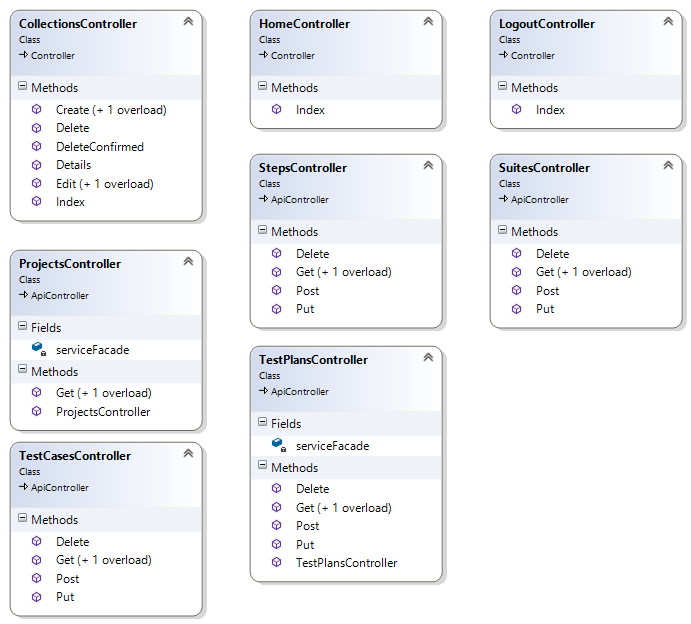 CollectionsController
Class
Controller
Methods
Create (+ 1 overload)
Delete
DeleteConfirmed
Details
Edit (+ 1 overload)
Index
HomeController
Class
Controller
Methods
Index
LogoutController
Class
Controller
Methods
Index
StepsController
Class
ApiController
Methods
Delete
Get (+ 1 overload)
Post
Put
SuitesController
Class
ApiController
Methods
Delete
Get (+ 1 overload)
Post
Put
ProjectsController
Class
ApiController
Fields
serviceFacade
Methods
Get (+ 1 overload)
ProjectsController
TestPlansController
Class
ApiController
Fields
serviceFacade
Methods
Delete
Get (+ 1 overload)
Post
Put
TestPlansController
TestCasesController
Class
ApiController
Methods
Delete
Get (+ 1 overload)
Post
Put